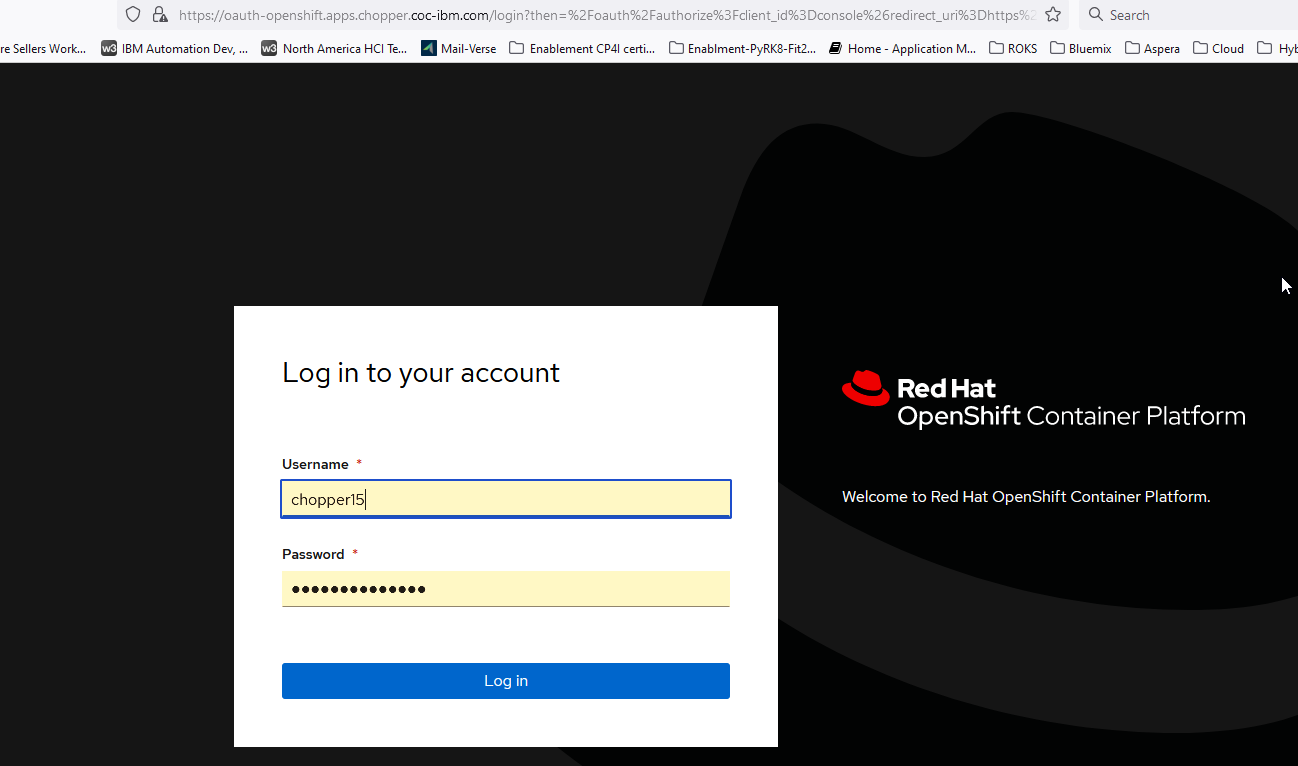 https://oauth-openshift.apps.chopper.coc-ibm.com/login?then=%2Foauth%2Fauthorize%3Fclient_id%3Dconsole%26redirect_uri%3Dhttps%2 Search
re Sellers Work... w3 IBM Automation Dev, ... w3 North America HCI Te... Mail-Verse Enablement CP4I certi... Enablment-PyRK8-Fit2... Home - Application M... ROKS Bluemix Aspera Cloud Hyb
Log in to your account
Username *
chopper15
Password *
••••••••••••••
Log in
Red Hat
OpenShift Container Platform
Welcome to Red Hat OpenShift Container Platform.